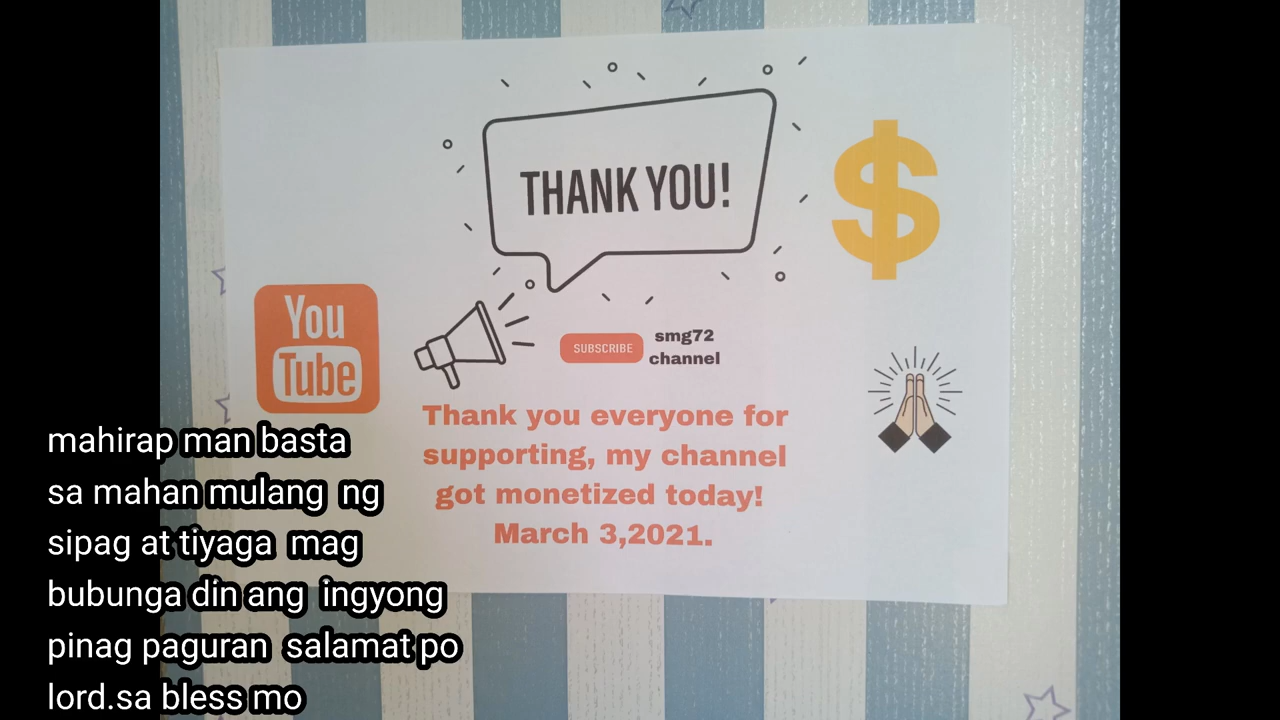 THANK YOU!
You
Tube
SUBSCRIBE
smg72
channel
Thank you everyone for
supporting, my channel
got monetized today!
March 3,2021.
mahirap man basta
sa mahan mulang ng
sipag at tiyaga mag
bubunga din ang ingyong
pinag paguran salamat po
lord.sa bless mo